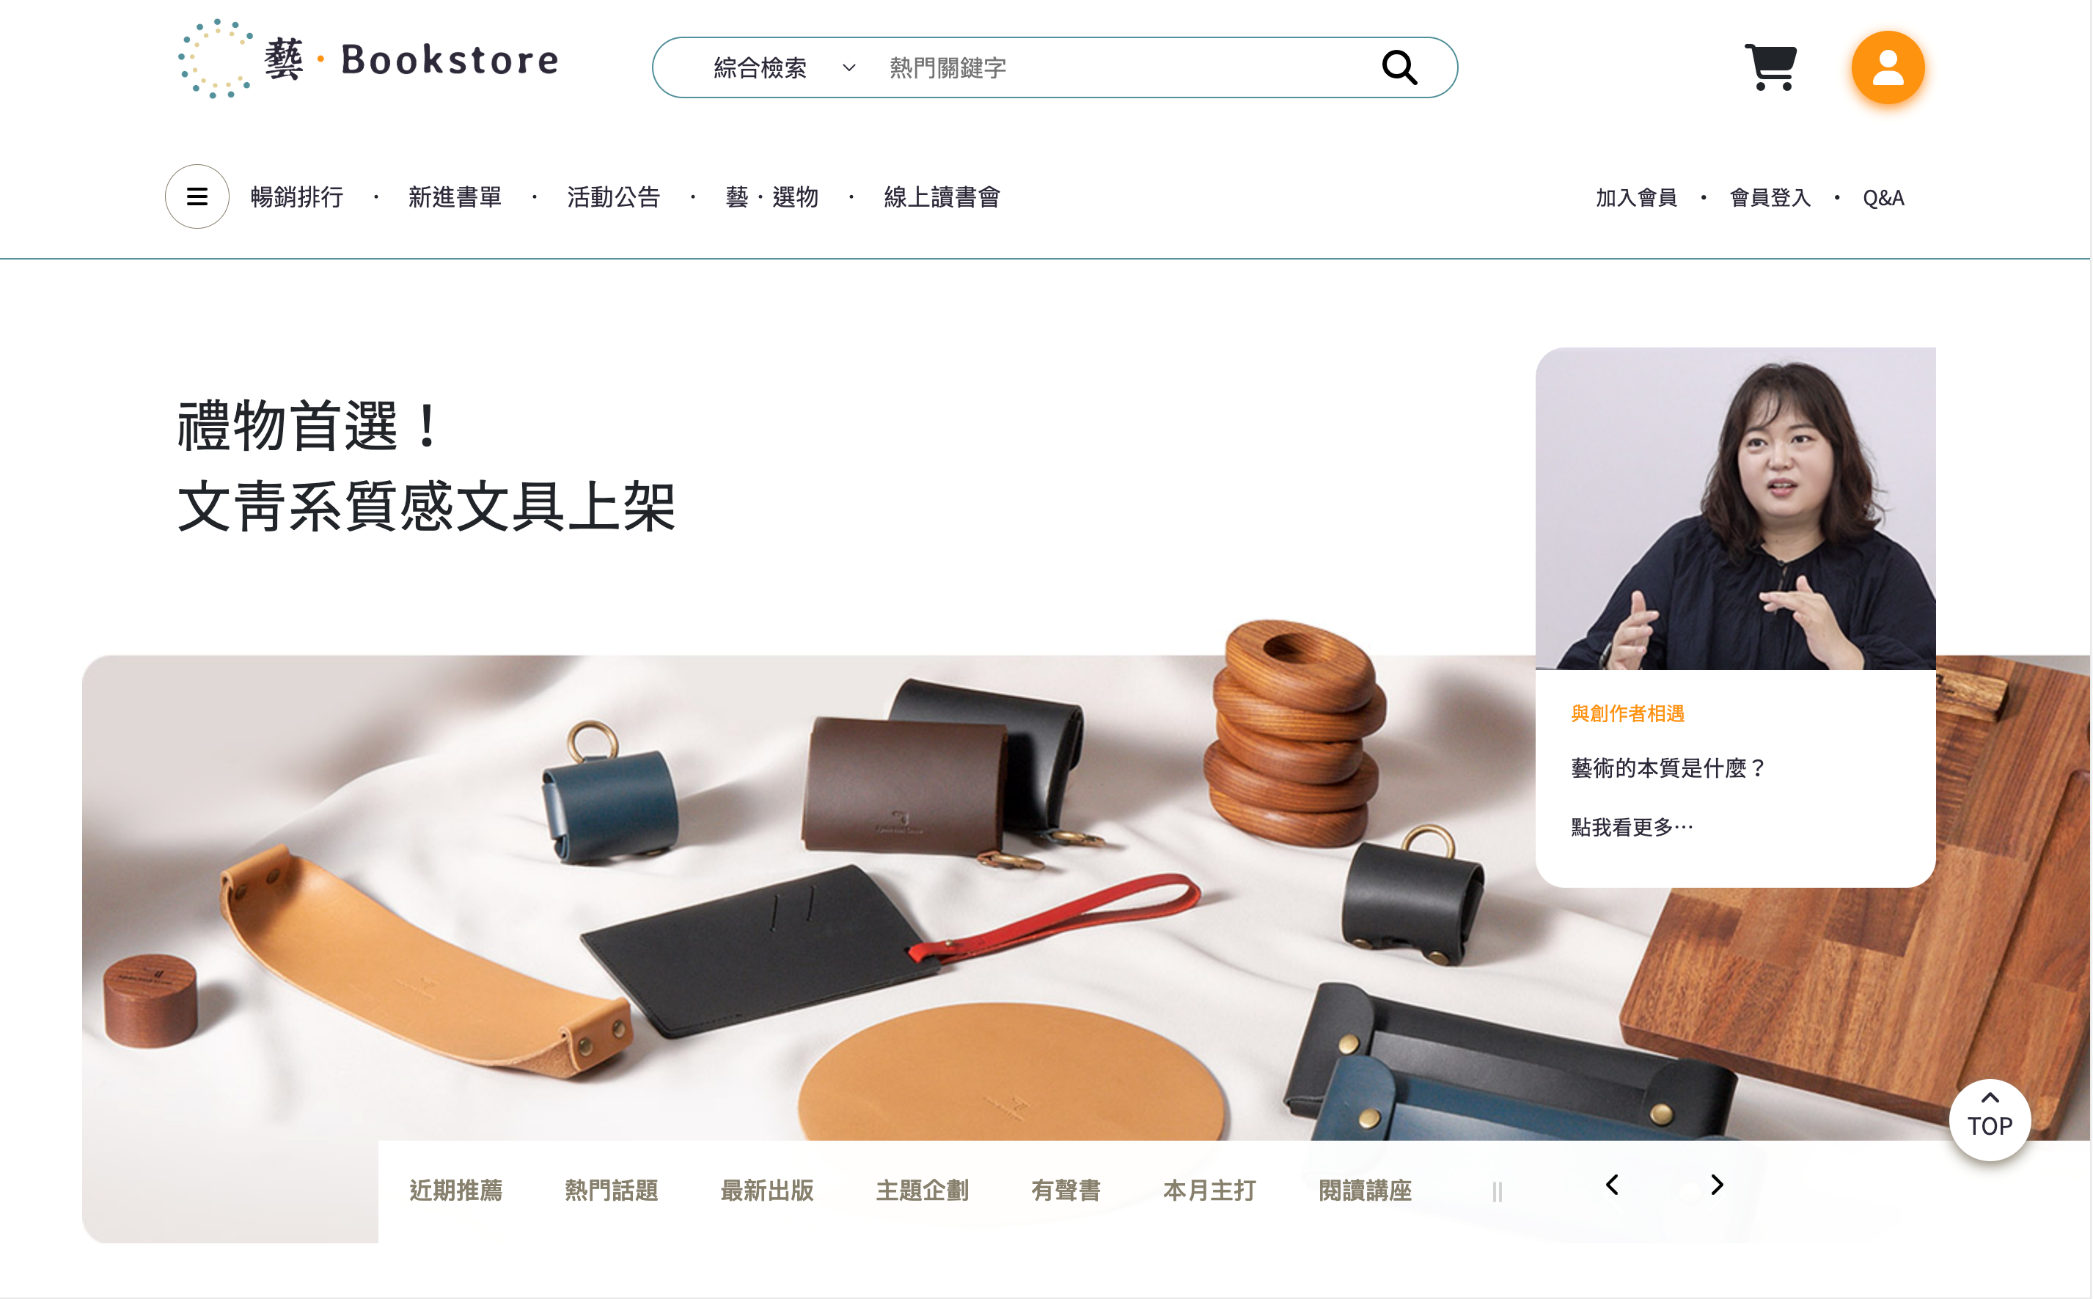 藝・Bookstore
綜合檢索 熱門關鍵字
暢銷排行 · 新進書單 · 活動公告 · 藝・選物 · 線上讀書會
加入會員 • 會員登入 • Q&A
禮物首選！
文青系質感文具上架
與創作者相遇
藝術的本質是什麼？
點我看更多⋯
TOP
近期推薦 熱門話題 最新出版 主題企劃 有聲書 本月主打 閱讀講座